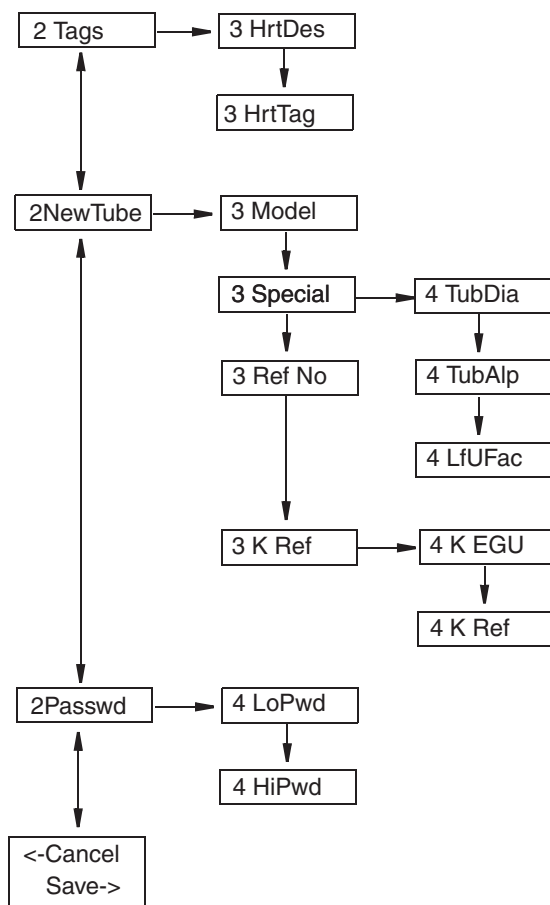 2 Tags
3 HrtDes
3 HrtTag
2NewTube
3 Model
3 Special
4 TubDia
3 Ref No
4 TubAlp
4 LfUFac
3 K Ref
4 K EGU
4 K Ref
2Passwd
4 LoPwd
4 HiPwd
<-Cancel
Save->